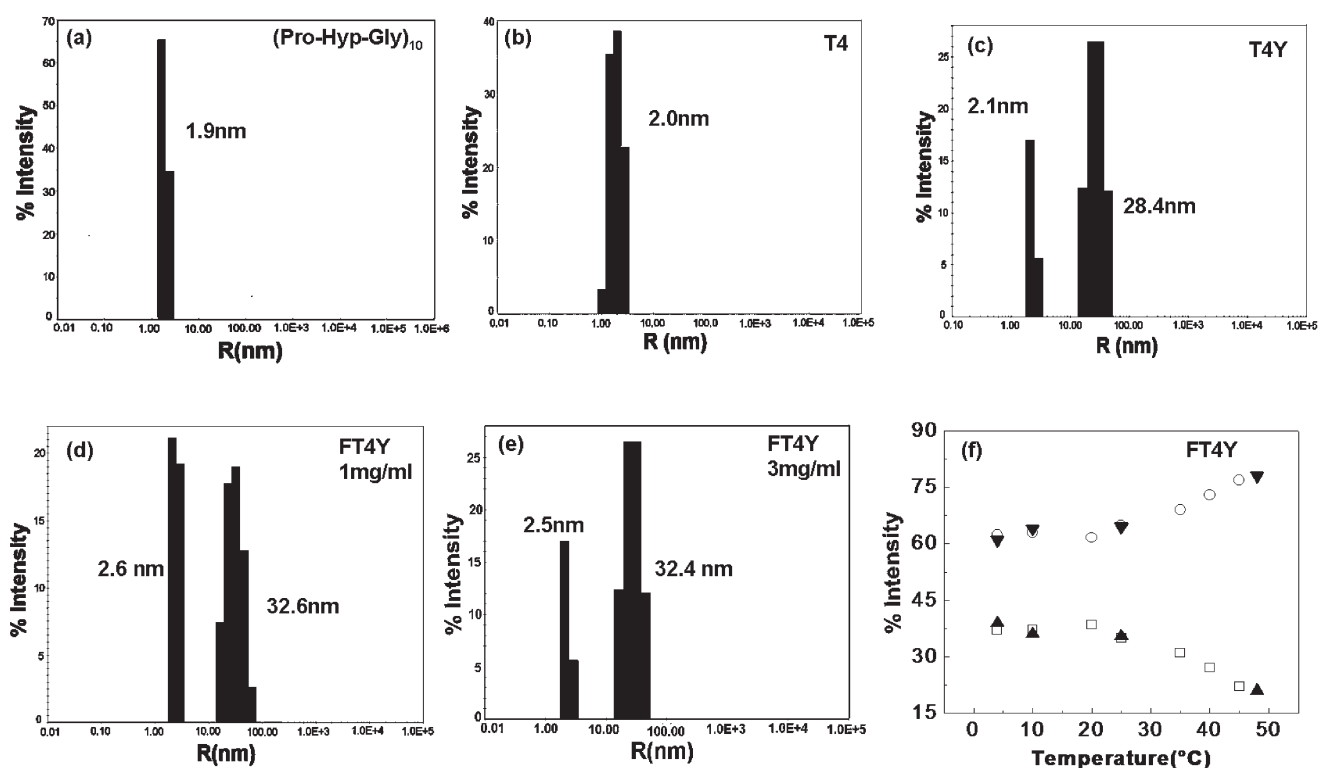 (a)
(Pro-Hyp-Gly)10
1.9nm
% Intensity
70
60
50
40
30
20
10
0
0.01 0.10 1.00 10.00 100.00 1.0E+3 1.0E+4 1.0E+5 1.0E+6
R(nm)
(b)
T4
2.0nm
% Intensity
40
30
20
10
0
0.01 0.10 1.00 10.00 100.0 1.0E+3 1.0E+4 1.0E+5
R (nm)
(c)
T4Y
2.1nm
28.4nm
% Intensity
25
20
15
10
5
0
0.10 1.00 10.00 100.00 1.0E+3 1.0E+4 1.0E+5
R (nm)
(d)
FT4Y
1mg/ml
2.6 nm
32.6nm
% Intensity
20
15
10
5
0
0.01 0.10 1.00 10.00 100.00 1.0E+3 1.0E+4 1.0E+5
R(nm)
(e)
FT4Y
3mg/ml
2.5nm
32.4 nm
% Intensity
25
20
15
10
5
0
0.01 0.10 1.00 10.00 100.00 1.0E+3 1.0E+4 1.0E+5
R(nm)
(f)
FT4Y
% Intensity
90
75
60
45
30
15
0 10 20 30 40 50
Temperature(°C)